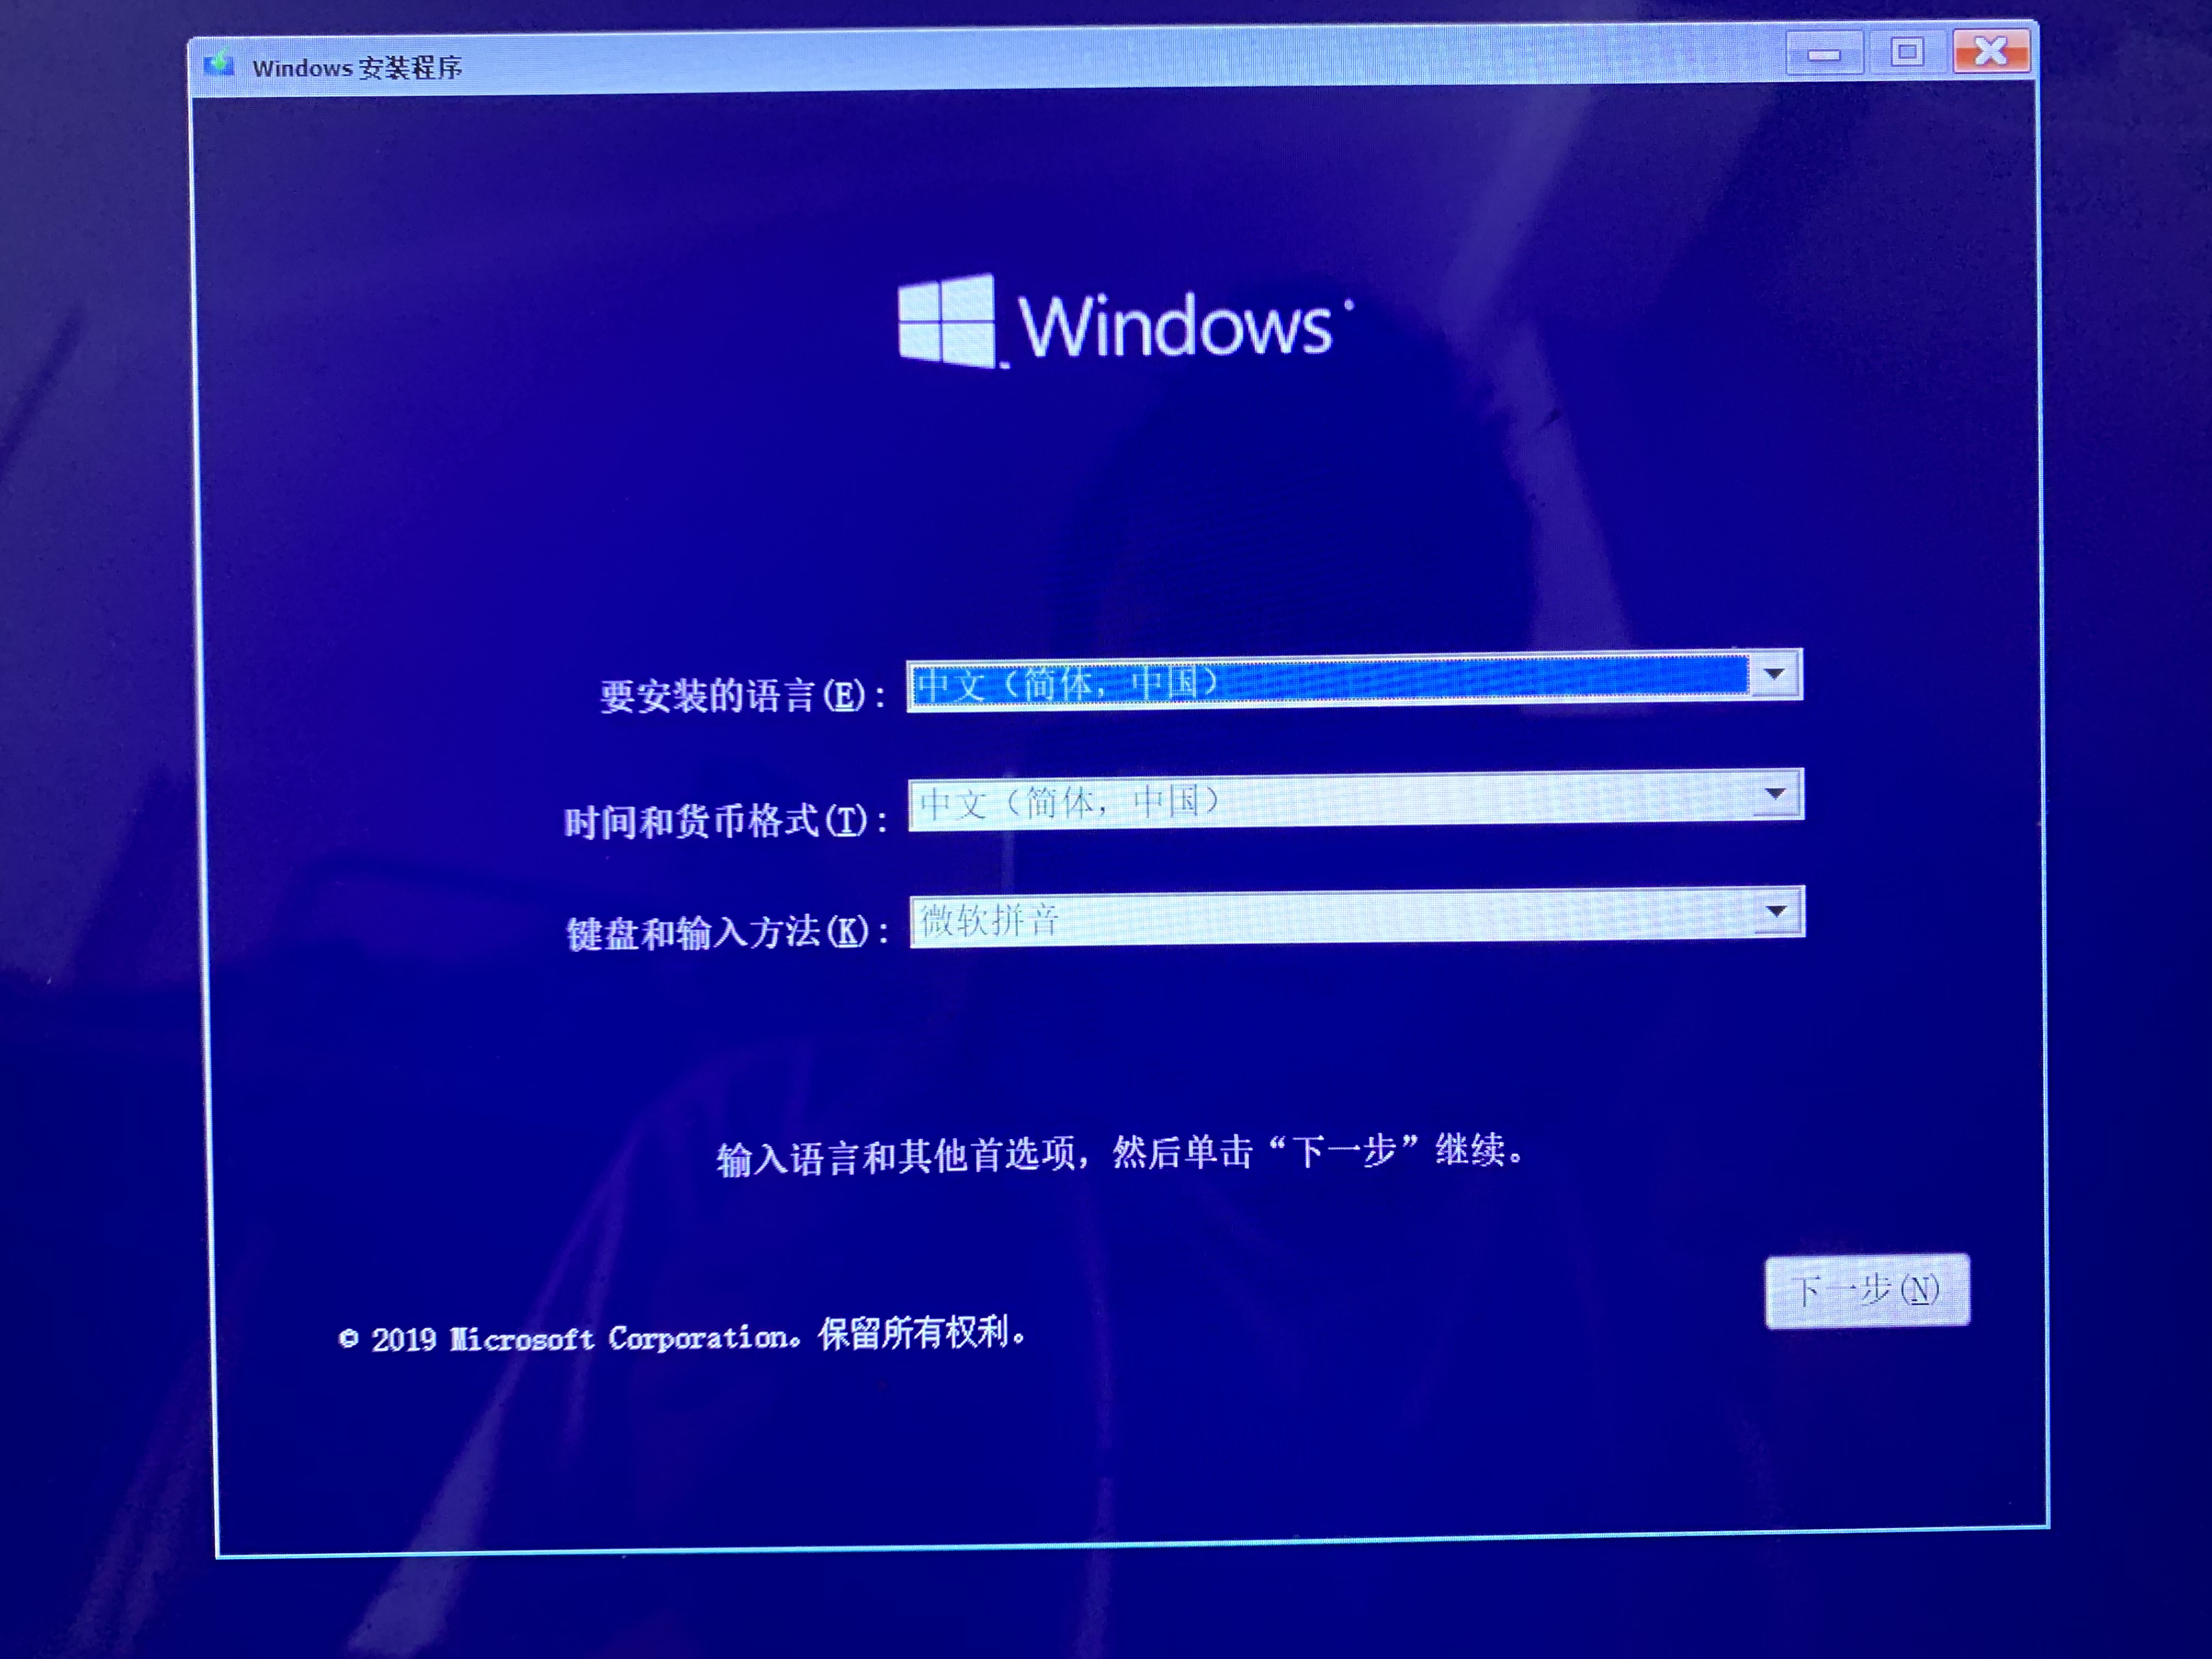 Windows 安装程序
Windows
要安装的语言(E)： 中文（简体，中国）
时间和货币格式(T)： 中文（简体，中国）
键盘和输入方法(K)： 微软拼音
输入语言和其他首选项，然后单击“下一步”继续。
下一步(N)
© 2019 Microsoft Corporation。保留所有权利。